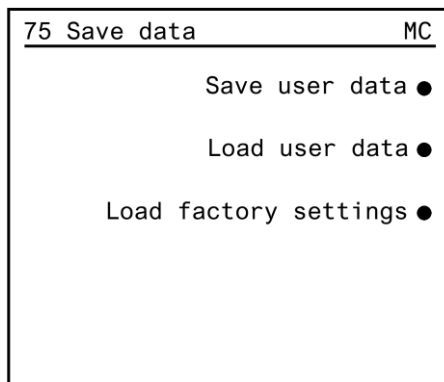 75 Save data MC
Save user data
Load user data
Load factory settings